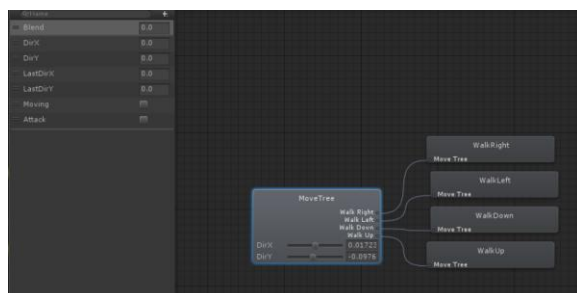 Blend 0.0
DirX 0.0
DirY 0.0
LastDirX 0.0
LastDirY 0.0
Moving
Attack
MoveTree
Walk Right
Walk Left
Walk Down
Walk Up
DirX 0.01723
DirY -0.0976
WalkRight
Move Tree
WalkLeft
Move Tree
WalkDown
Move Tree
WalkUp
Move Tree